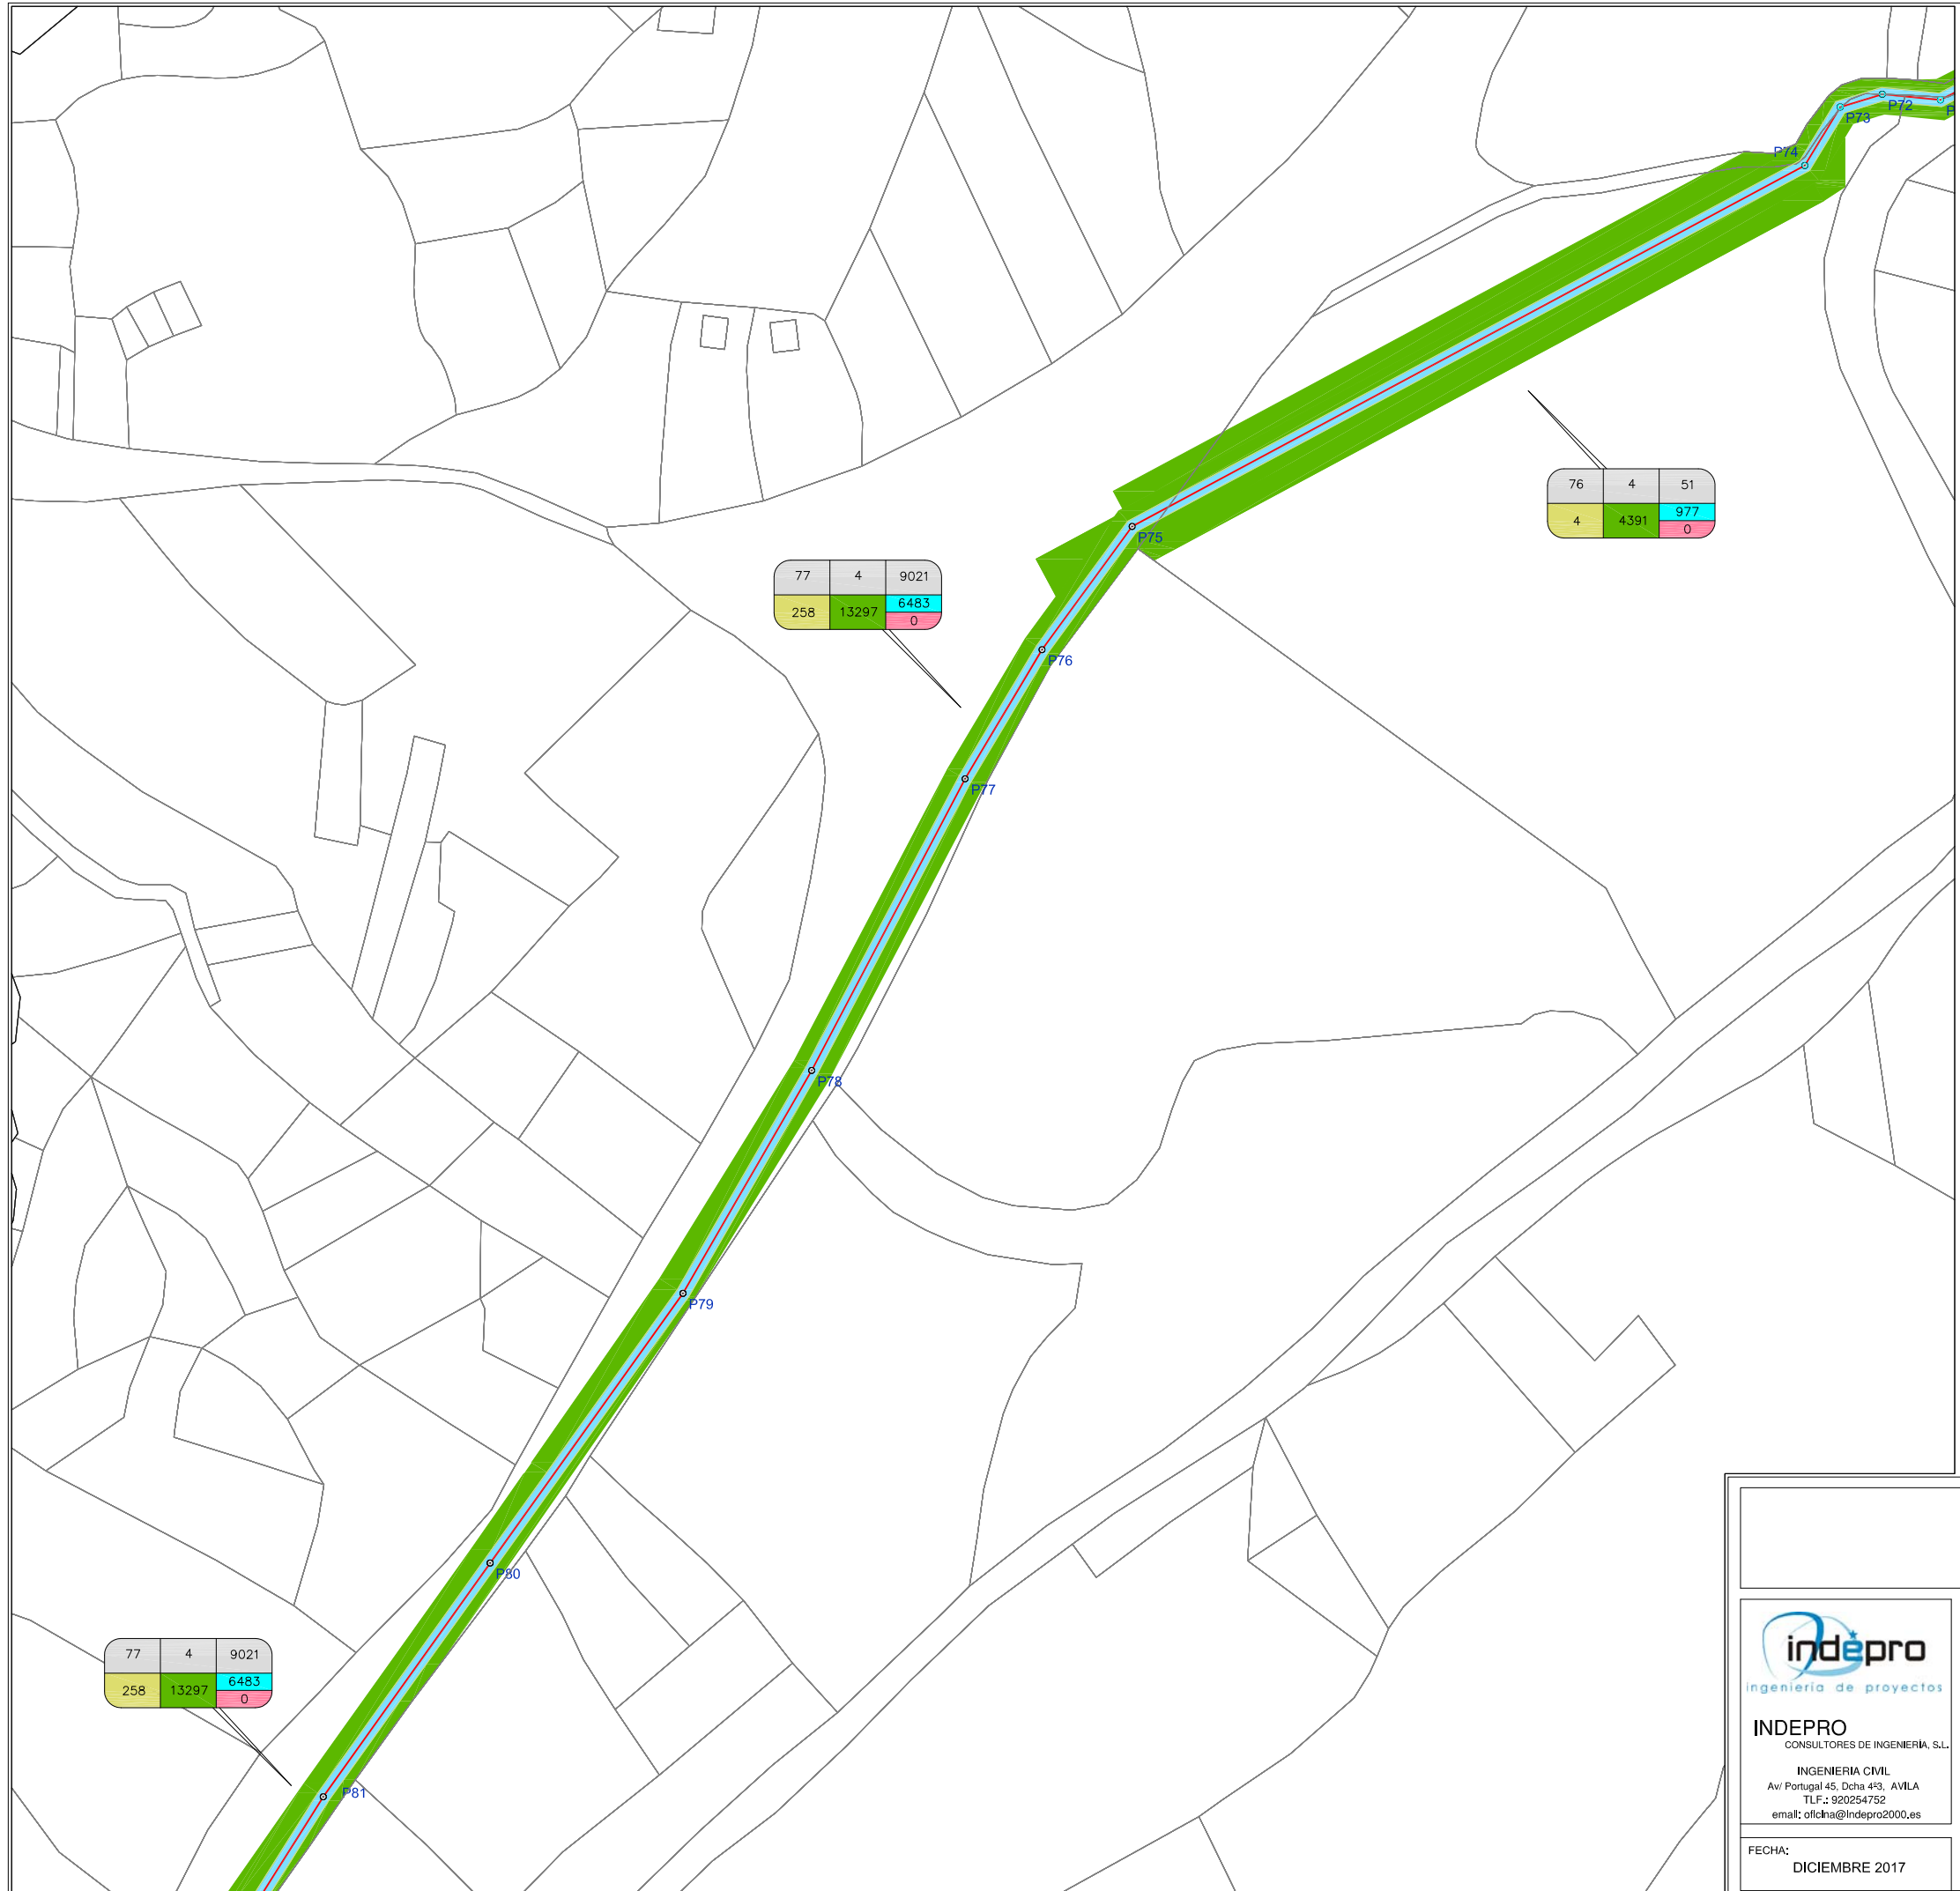 P72
P
P73
P74
76 4 51
4 4391 977
0
P75
77 4 9021
258 13297 6483
0
P76
P77
P78
P79
P80
77 4 9021
258 13297 6483
0
P81
indepro
ingeniería de proyectos
INDEPRO
CONSULTORES DE INGENIERÍA, S.L.
INGENIERIA CIVIL
Av/ Portugal 45, Dcha 4º3, AVILA
TLF.: 920254752
email: oficina@indepro2000.es
FECHA:
DICIEMBRE 2017